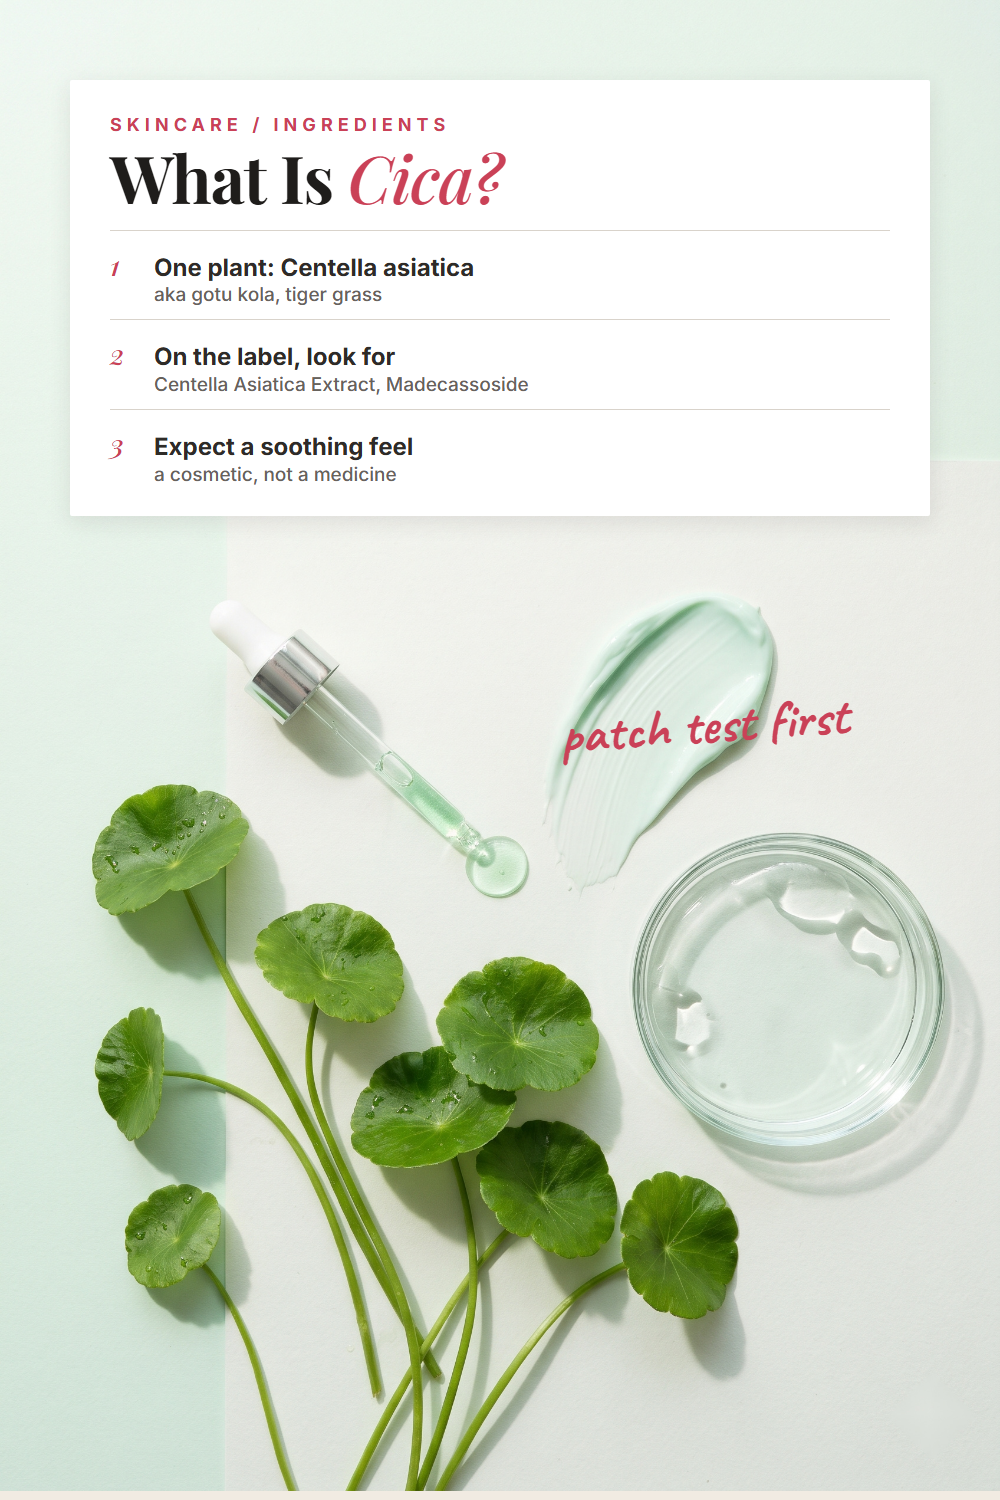 SKINCARE / INGREDIENTS
What Is Cica?
1 One plant: Centella asiatica
aka gotu kola, tiger grass
2 On the label, look for
Centella Asiatica Extract, Madecassoside
3 Expect a soothing feel
a cosmetic, not a medicine
patch test first